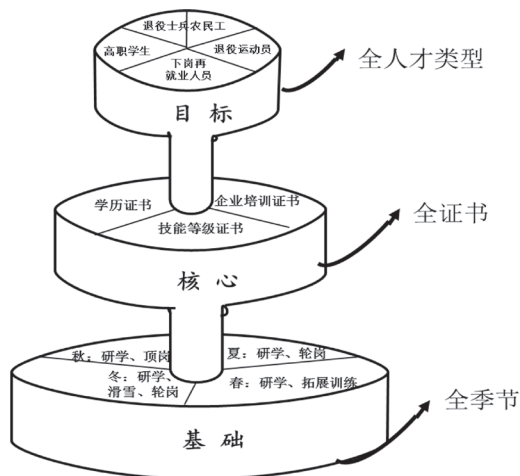 退役士兵农民工
高职学生
退役运动员
下岗再
就业人员
全人才类型
目 标
学历证书
企业培训证书
技能等级证书
全证书
核 心
秋：研学、顶岗
夏：研学、轮岗
冬：研学、
滑雪、轮岗
春：研学、拓展训练
全季节
基 础